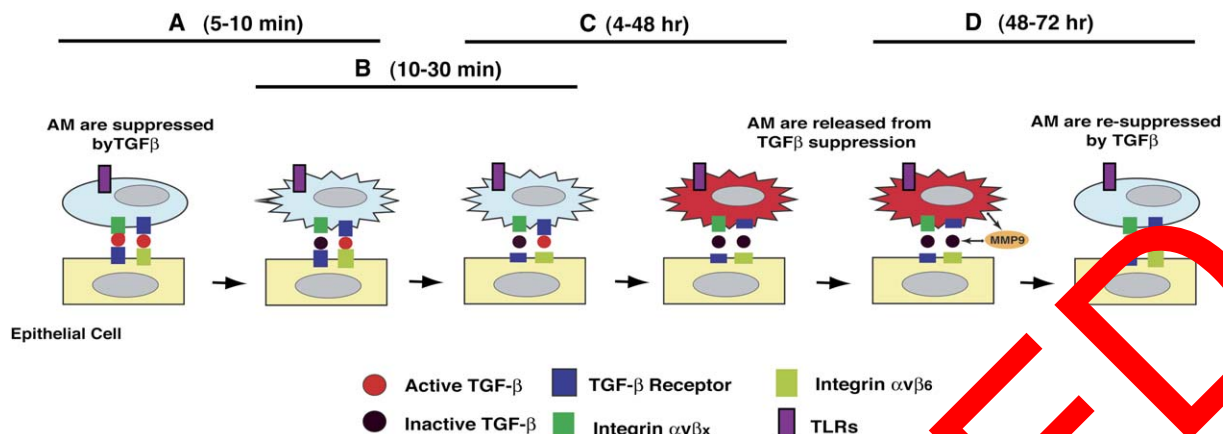 A (5-10 min)
C (4-48 hr)
D (48-72 hr)
B (10-30 min)
AM are suppressed
byTGFβ
AM are released from
TGFβ suppression
AM are re-suppressed
by TGFβ
MMP9
Epithelial Cell
Active TGF-β
TGF-β Receptor
Integrin αvβ6
Inactive TGF-β
Integrin αvβx
TLRs